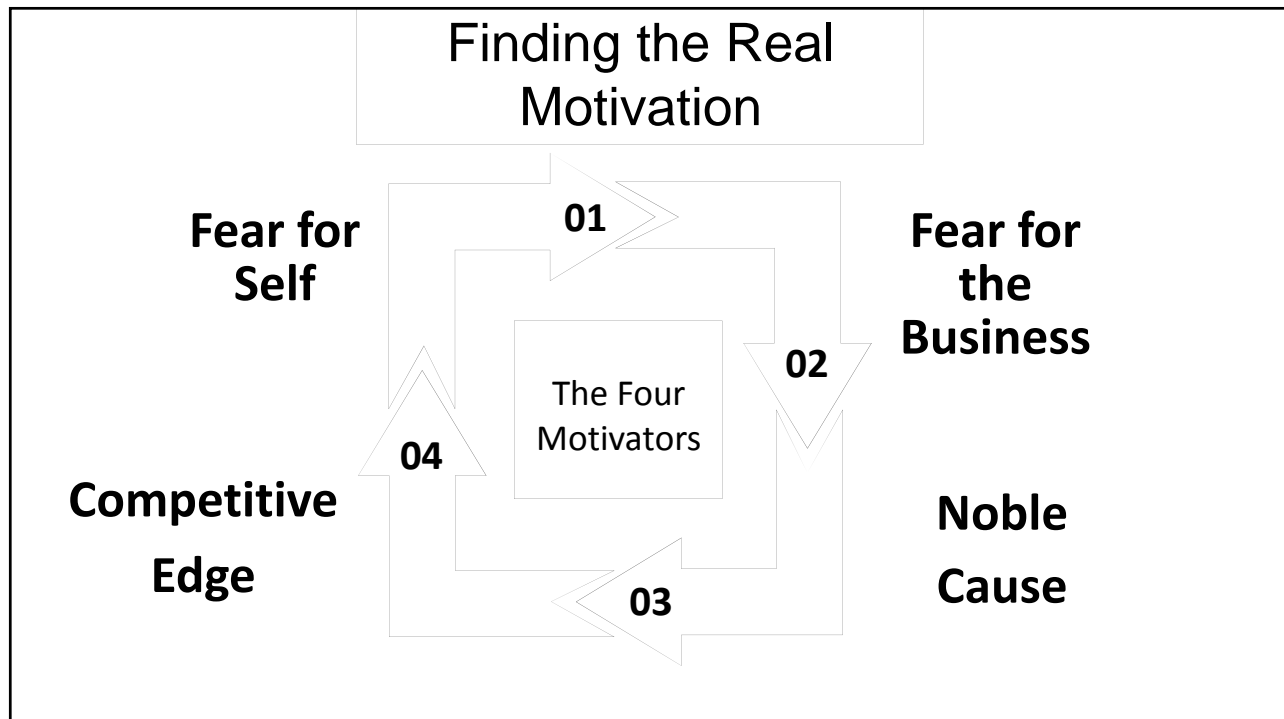 Finding the Real
Motivation
Fear for
Self
01
Fear for
the
Business
02
The Four
Motivators
Noble
Cause
03
Competitive
Edge
04